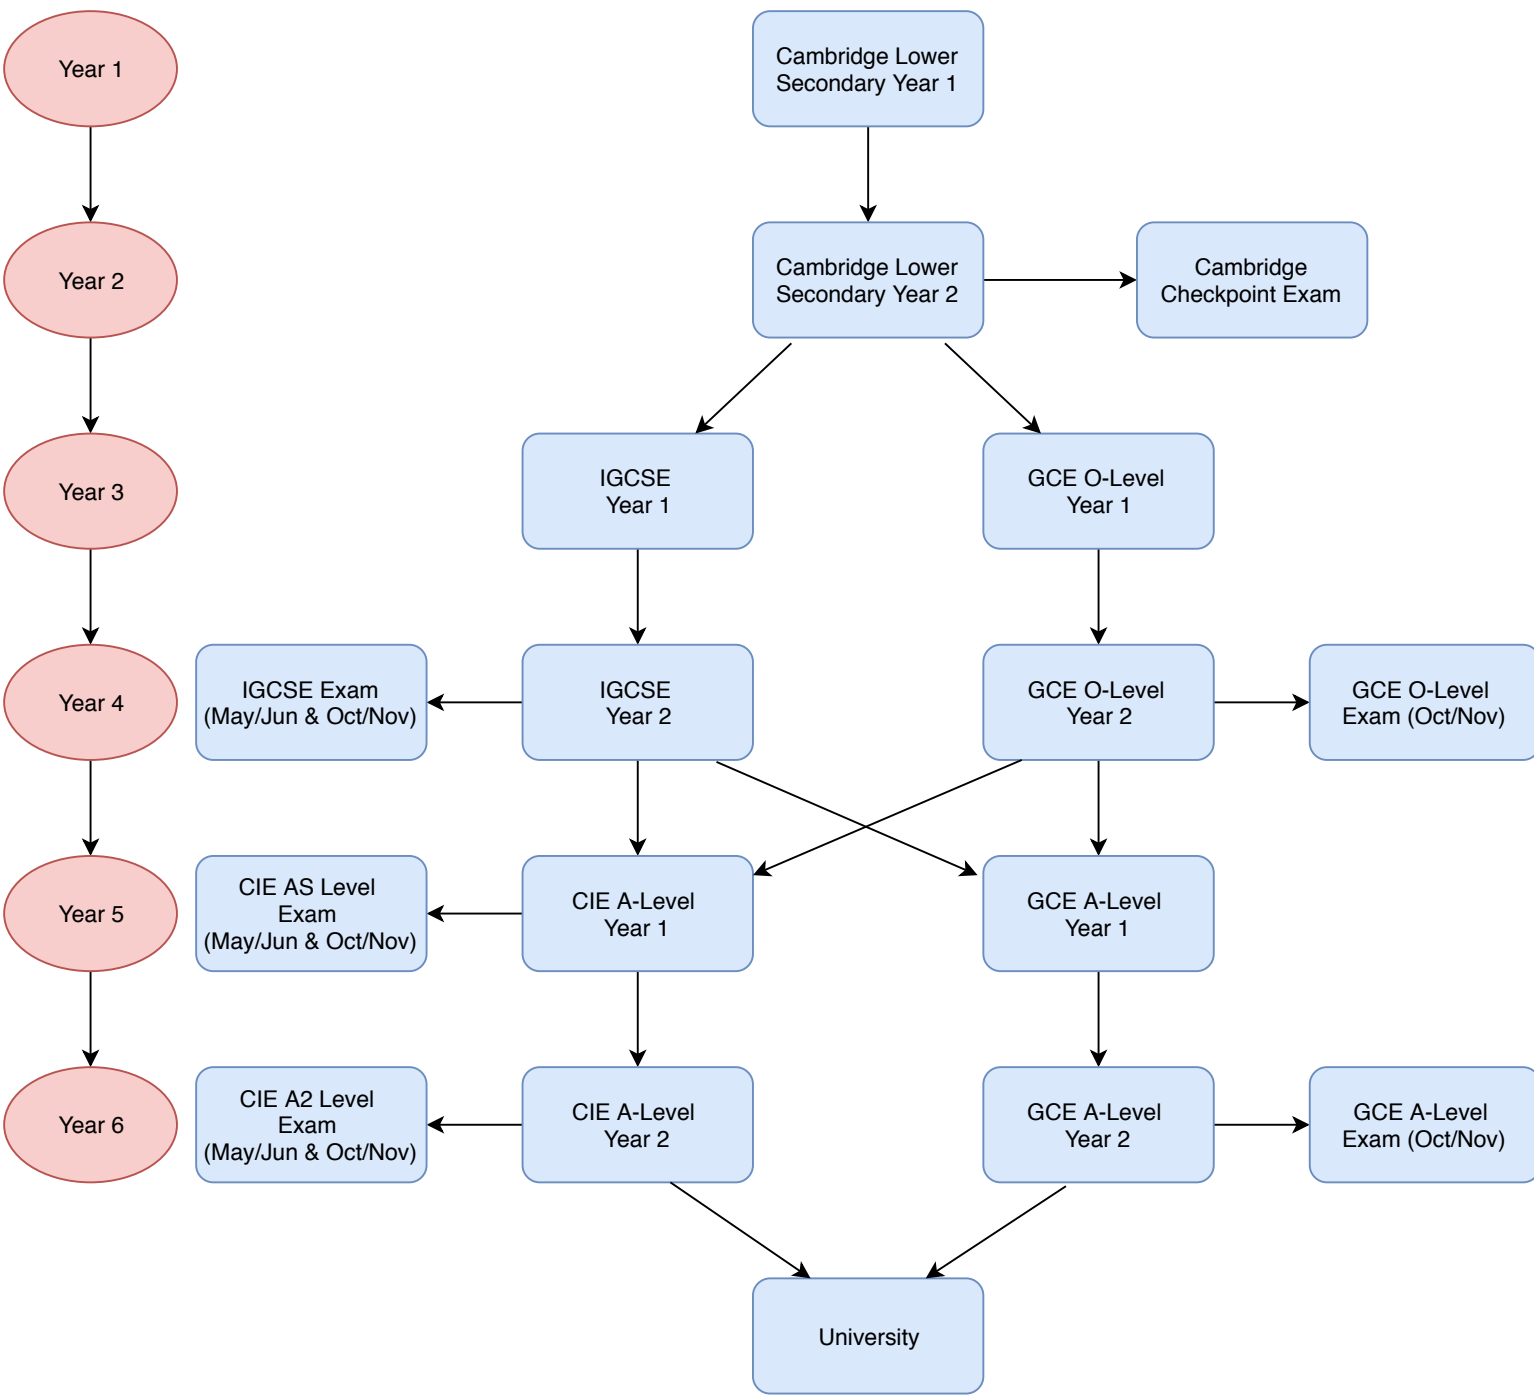 Year 1
Cambridge Lower
Secondary Year 1
Year 2
Cambridge Lower
Secondary Year 2
Cambridge
Checkpoint Exam
Year 3
IGCSE
Year 1
GCE O-Level
Year 1
Year 4
IGCSE Exam
(May/Jun & Oct/Nov)
IGCSE
Year 2
GCE O-Level
Year 2
GCE O-Level
Exam (Oct/Nov)
Year 5
CIE AS Level
Exam
(May/Jun & Oct/Nov)
CIE A-Level
Year 1
GCE A-Level
Year 1
Year 6
CIE A2 Level
Exam
(May/Jun & Oct/Nov)
CIE A-Level
Year 2
GCE A-Level
Year 2
GCE A-Level
Exam (Oct/Nov)
University